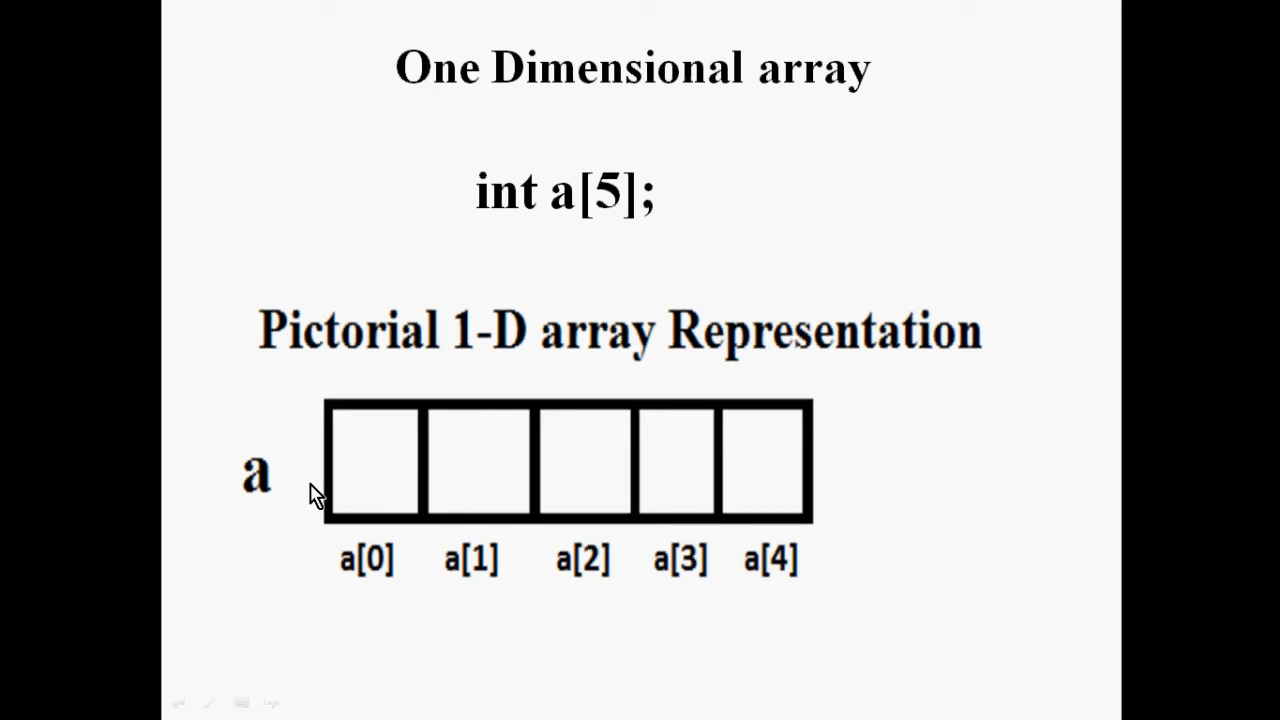 One Dimensional array
int a[5];
Pictorial 1-D array Representation
a
a[0] a[1] a[2] a[3] a[4]